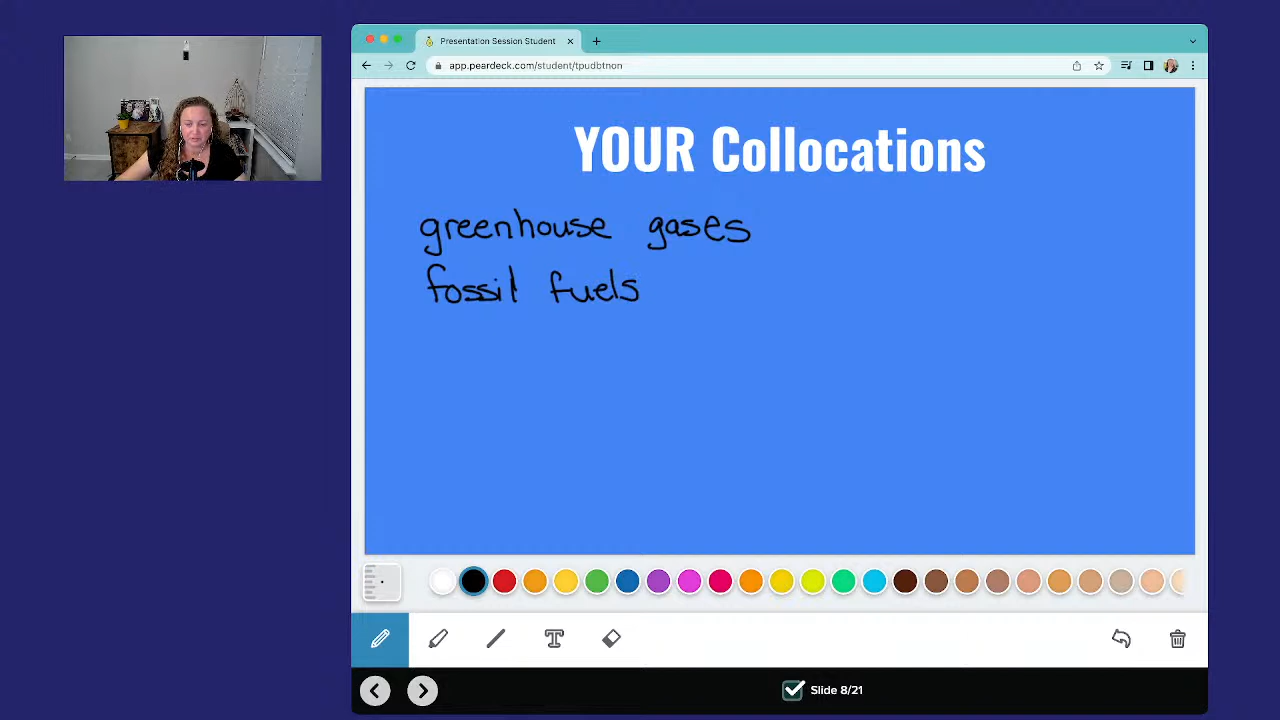 Presentation Session Student
app.peardeck.com/student/tpudbtnon
YOUR Collocations
greenhouse gases
fossil fuels
T
Slide 8/21